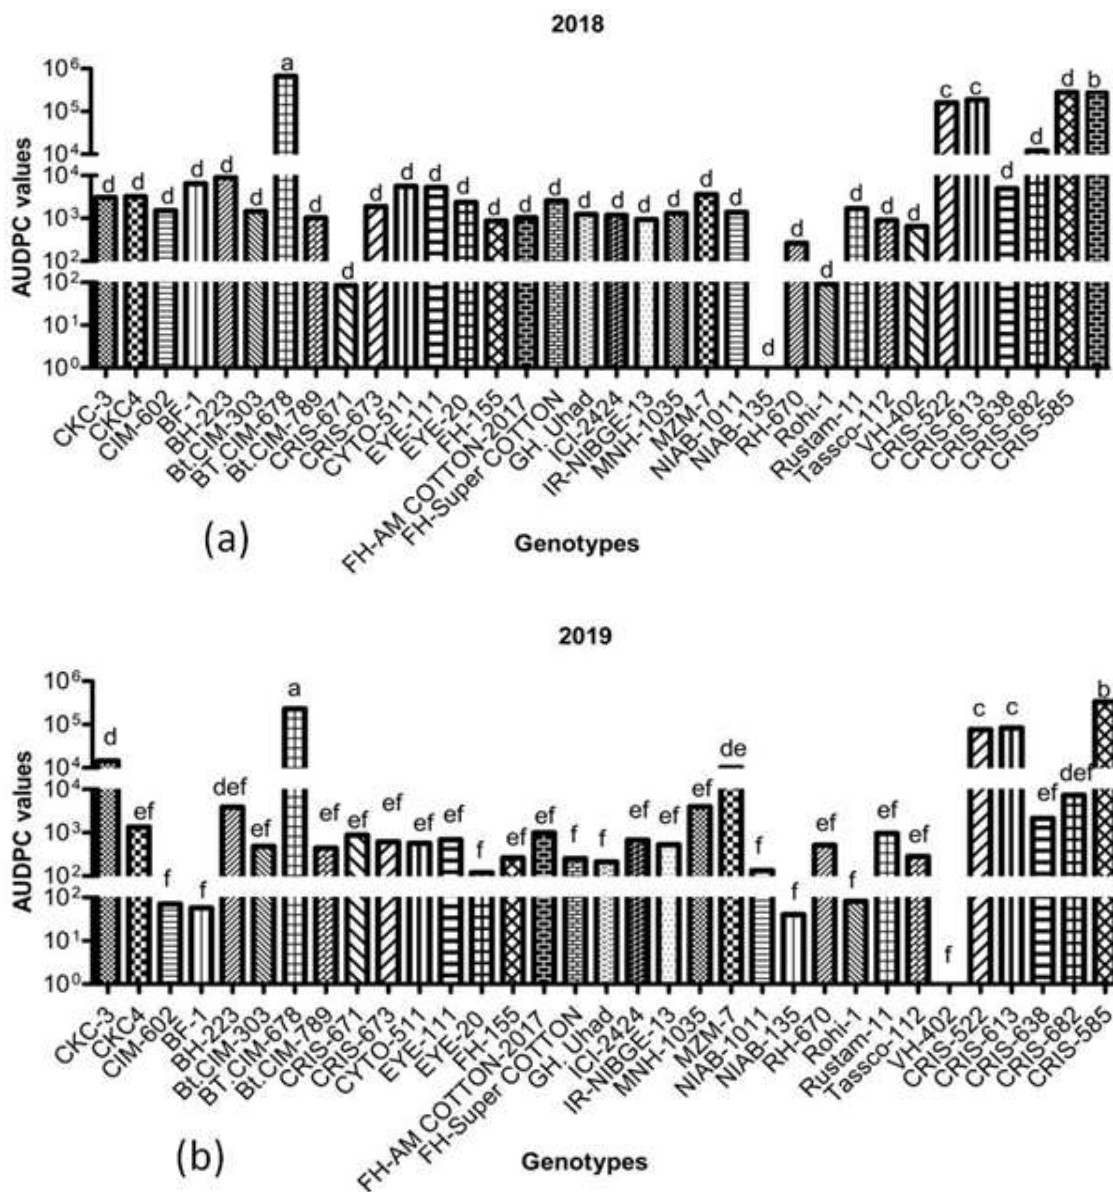 2018
AUDPC values
10⁶
10⁵
10⁴
10⁴
10³
10²
10²
10¹
10⁰
d d d d d d a d d d d d d d d d d d d d d d d d d d d d c c d d d b
CKC-3
CKC4
CIM-602
BF-1
BH-223
Bt.CIM-303
BT. CIM-678
Bt.CIM-789
CRIS-671
CRIS-673
CYTO-511
EYE-111
EYE-20
FH-155
FH-AM COTTON-2017
FH-Super COTTON
GH_ Uhad
ICI-2424
IR-NIBGE-13
MNH-1035
MZM-7
NIAB-1011
NIAB-135
RH-670
Rohi-1
Rustam-11
Tassco-112
VH-402
CRIS-522
CRIS-613
CRIS-638
CRIS-682
CRIS-585
(a)
Genotypes
2019
AUDPC values
10⁶
10⁵
10⁴
10⁴
10³
10²
10²
10¹
10⁰
d ef f f def ef a ef ef ef ef ef f ef ef f f ef ef ef de f f ef f ef ef f c c ef def b
CKC-3
CKC4
CIM-602
BF-1
BH-223
Bt.CIM-303
BT. CIM-678
Bt.CIM-789
CRIS-671
CRIS-673
CYTO-511
EYE-111
EYE-20
FH-155
FH-AM COTTON-2017
FH-Super COTTON
GH_ Uhad
ICI-2424
IR-NIBGE-13
MNH-1035
MZM-7
NIAB-1011
NIAB-135
RH-670
Rohi-1
Rustam-11
Tassco-112
VH-402
CRIS-522
CRIS-613
CRIS-638
CRIS-682
CRIS-585
(b)
Genotypes